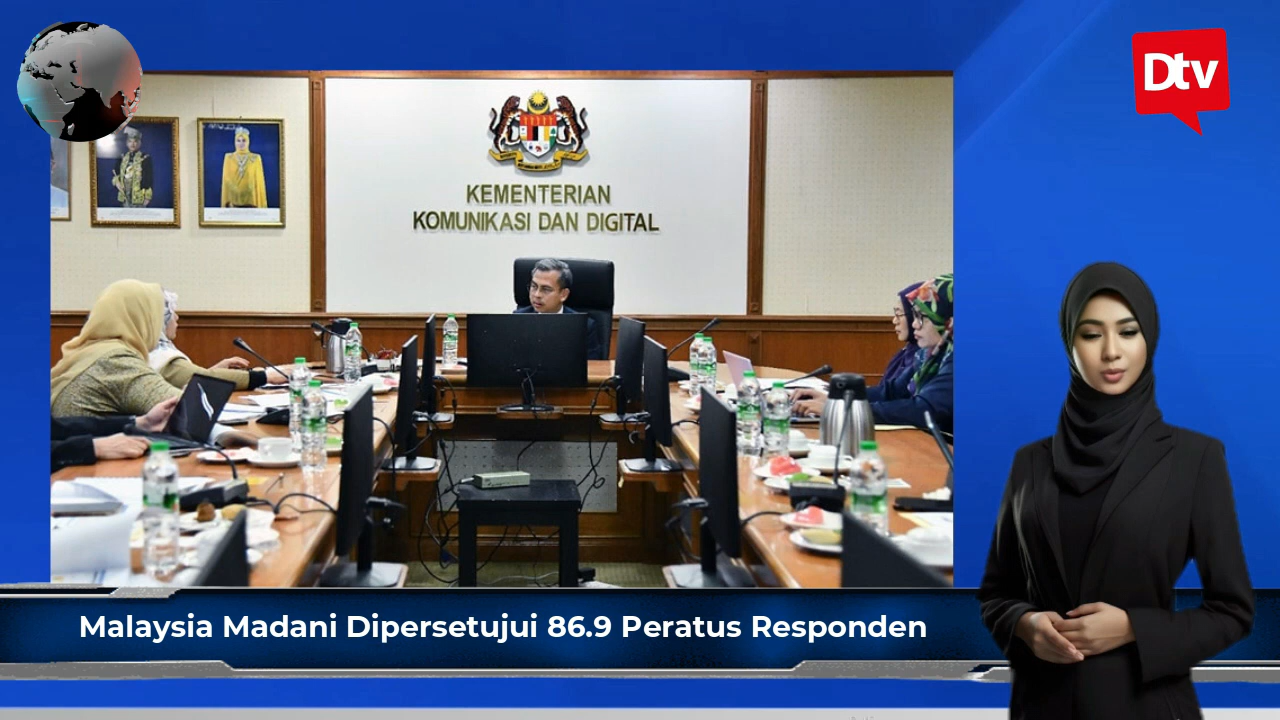 Dtv
KEMENTERIAN
KOMUNIKASI DAN DIGITAL
Malaysia Madani Dipersetujui 86.9 Peratus Responden